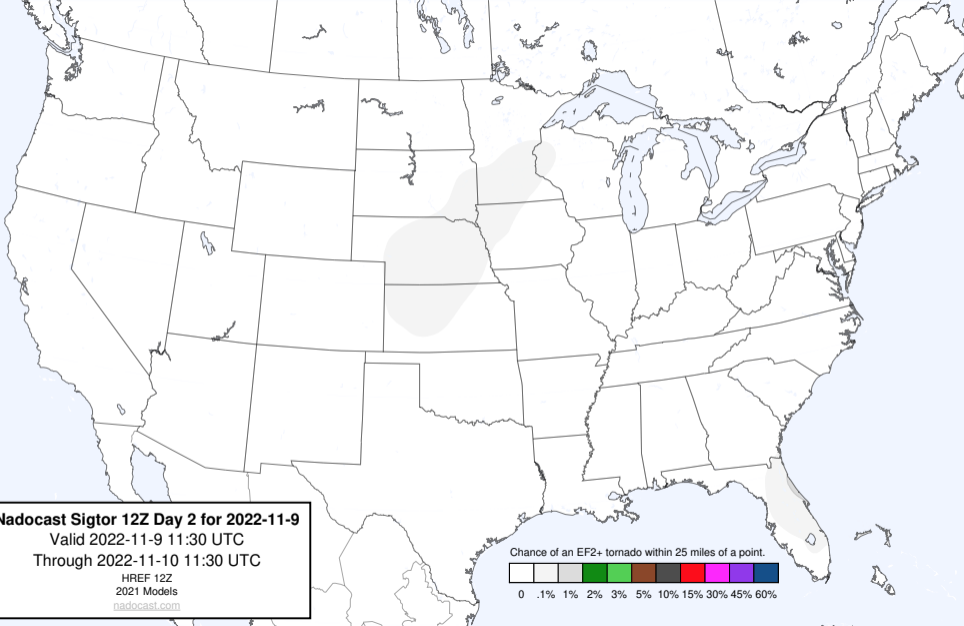 Nadocast Sigtor 12Z Day 2 for 2022-11-9
Valid 2022-11-9 11:30 UTC
Through 2022-11-10 11:30 UTC
HREF 12Z
2021 Models
nadocast.com
Chance of an EF2+ tornado within 25 miles of a point.
0 .1% 1% 2% 3% 5% 10% 15% 30% 45% 60%